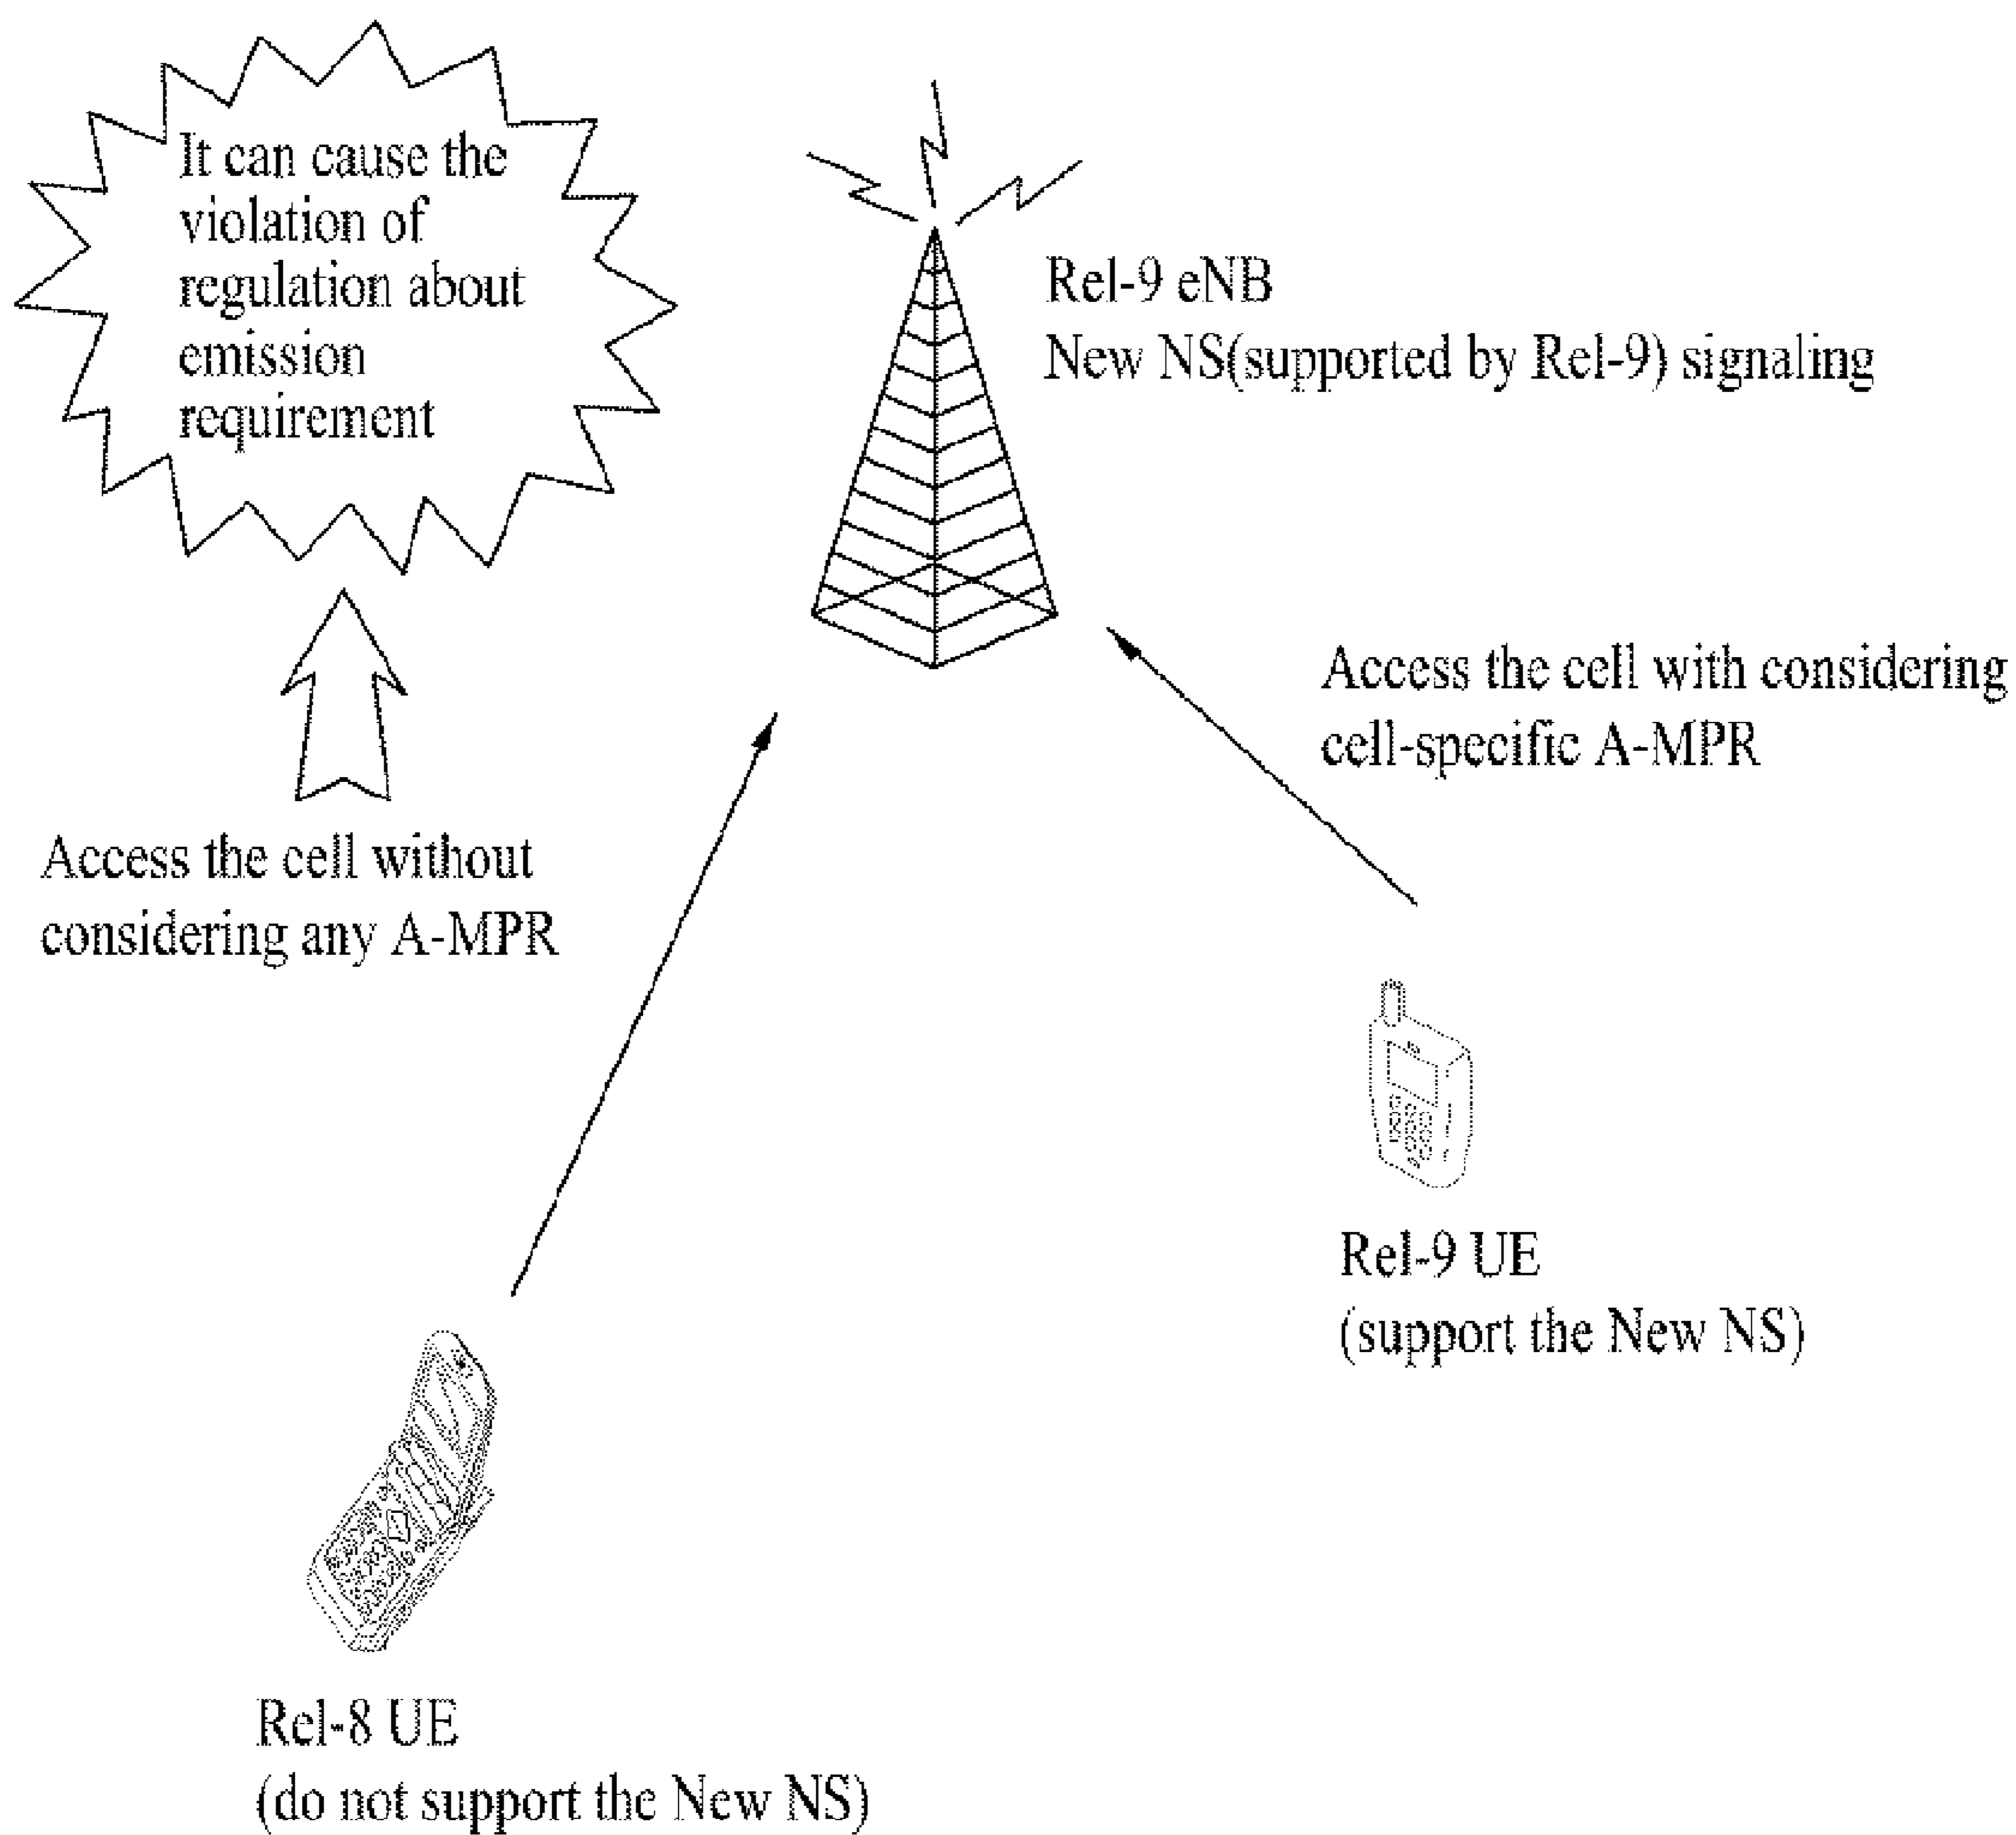 It can cause the
violation of
regulation about
emission
requirement
Rel-9 eNB
New NS(supported by Rel-9) signaling
Access the cell with considering
cell-specific A-MPR
Access the cell without
considering any A-MPR
Rel-9 UE
(support the New NS)
Rel-8 UE
(do not support the New NS)